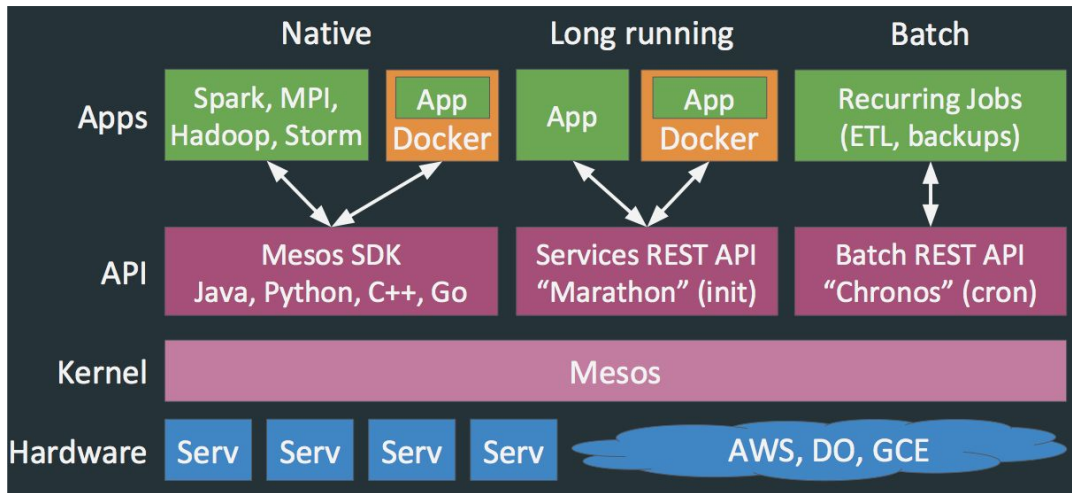 Native Long running Batch
Apps
Spark, MPI,
Hadoop, Storm
App
Docker
App
App
Docker
Recurring Jobs
(ETL, backups)
API
Mesos SDK
Java, Python, C++, Go
Services REST API
“Marathon” (init)
Batch REST API
“Chronos” (cron)
Kernel
Mesos
Hardware
Serv
Serv
Serv
Serv
AWS, DO, GCE